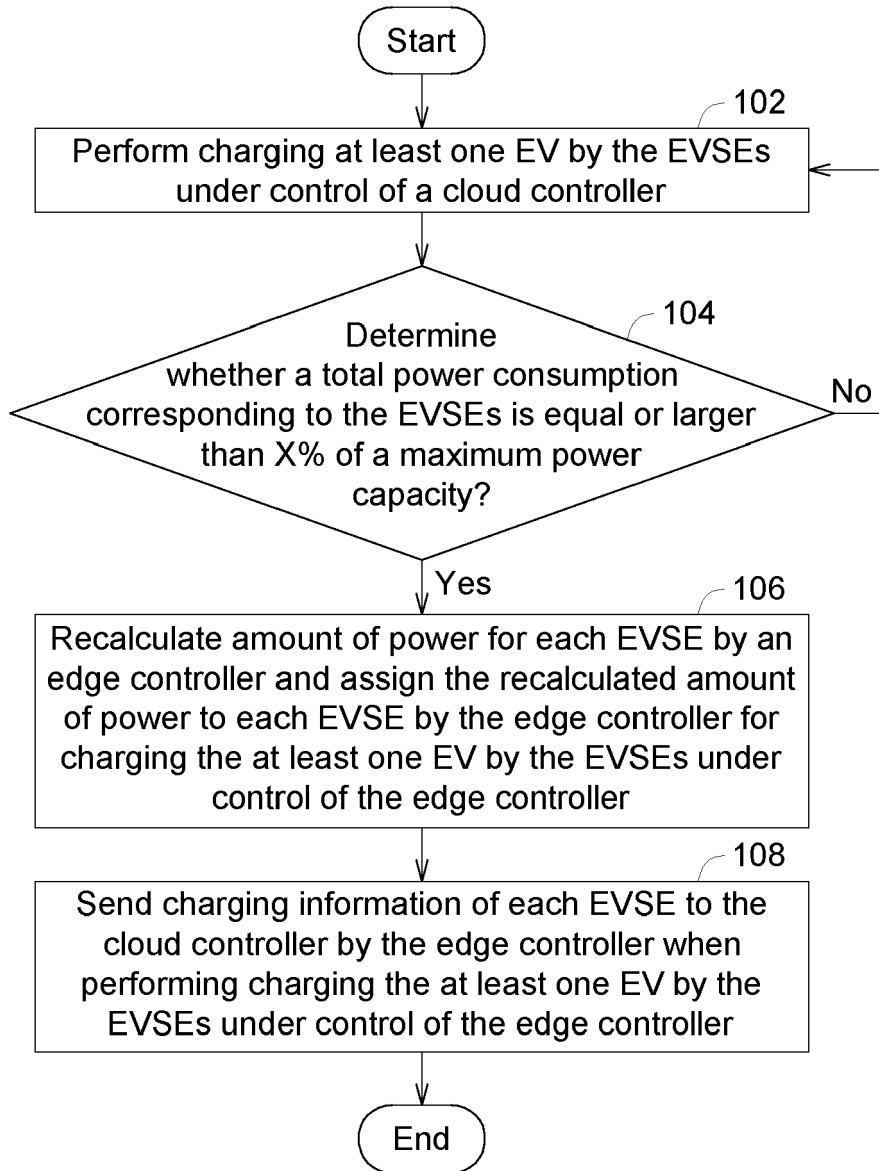 Start
102
Perform charging at least one EV by the EVSEs
under control of a cloud controller
104
Determine
whether a total power consumption
corresponding to the EVSEs is equal or larger
than X% of a maximum power
capacity?
No
Yes
106
Recalculate amount of power for each EVSE by an
edge controller and assign the recalculated amount
of power to each EVSE by the edge controller for
charging the at least one EV by the EVSEs under
control of the edge controller
108
Send charging information of each EVSE to the
cloud controller by the edge controller when
performing charging the at least one EV by the
EVSEs under control of the edge controller
End